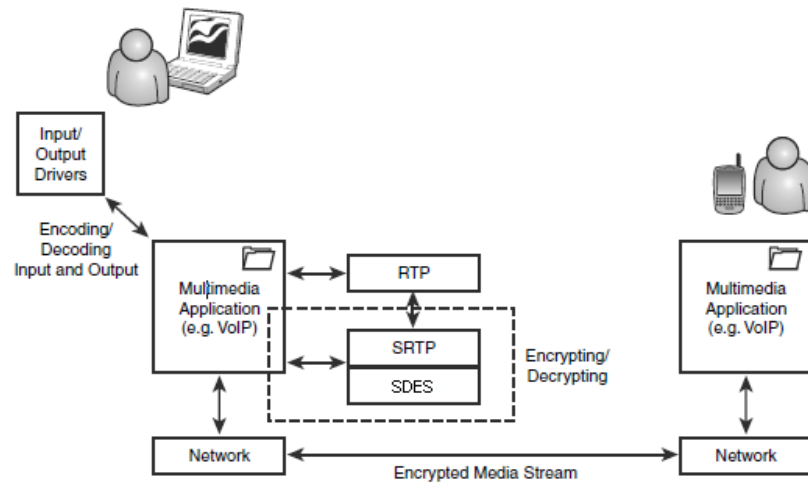 Input/
Output
Drivers
Encoding/
Decoding
Input and Output
Multimedia
Application
(e.g. VoIP)
RTP
SRTP
SDES
Encrypting/
Decrypting
Multimedia
Application
(e.g. VoIP)
Network
Encrypted Media Stream
Network